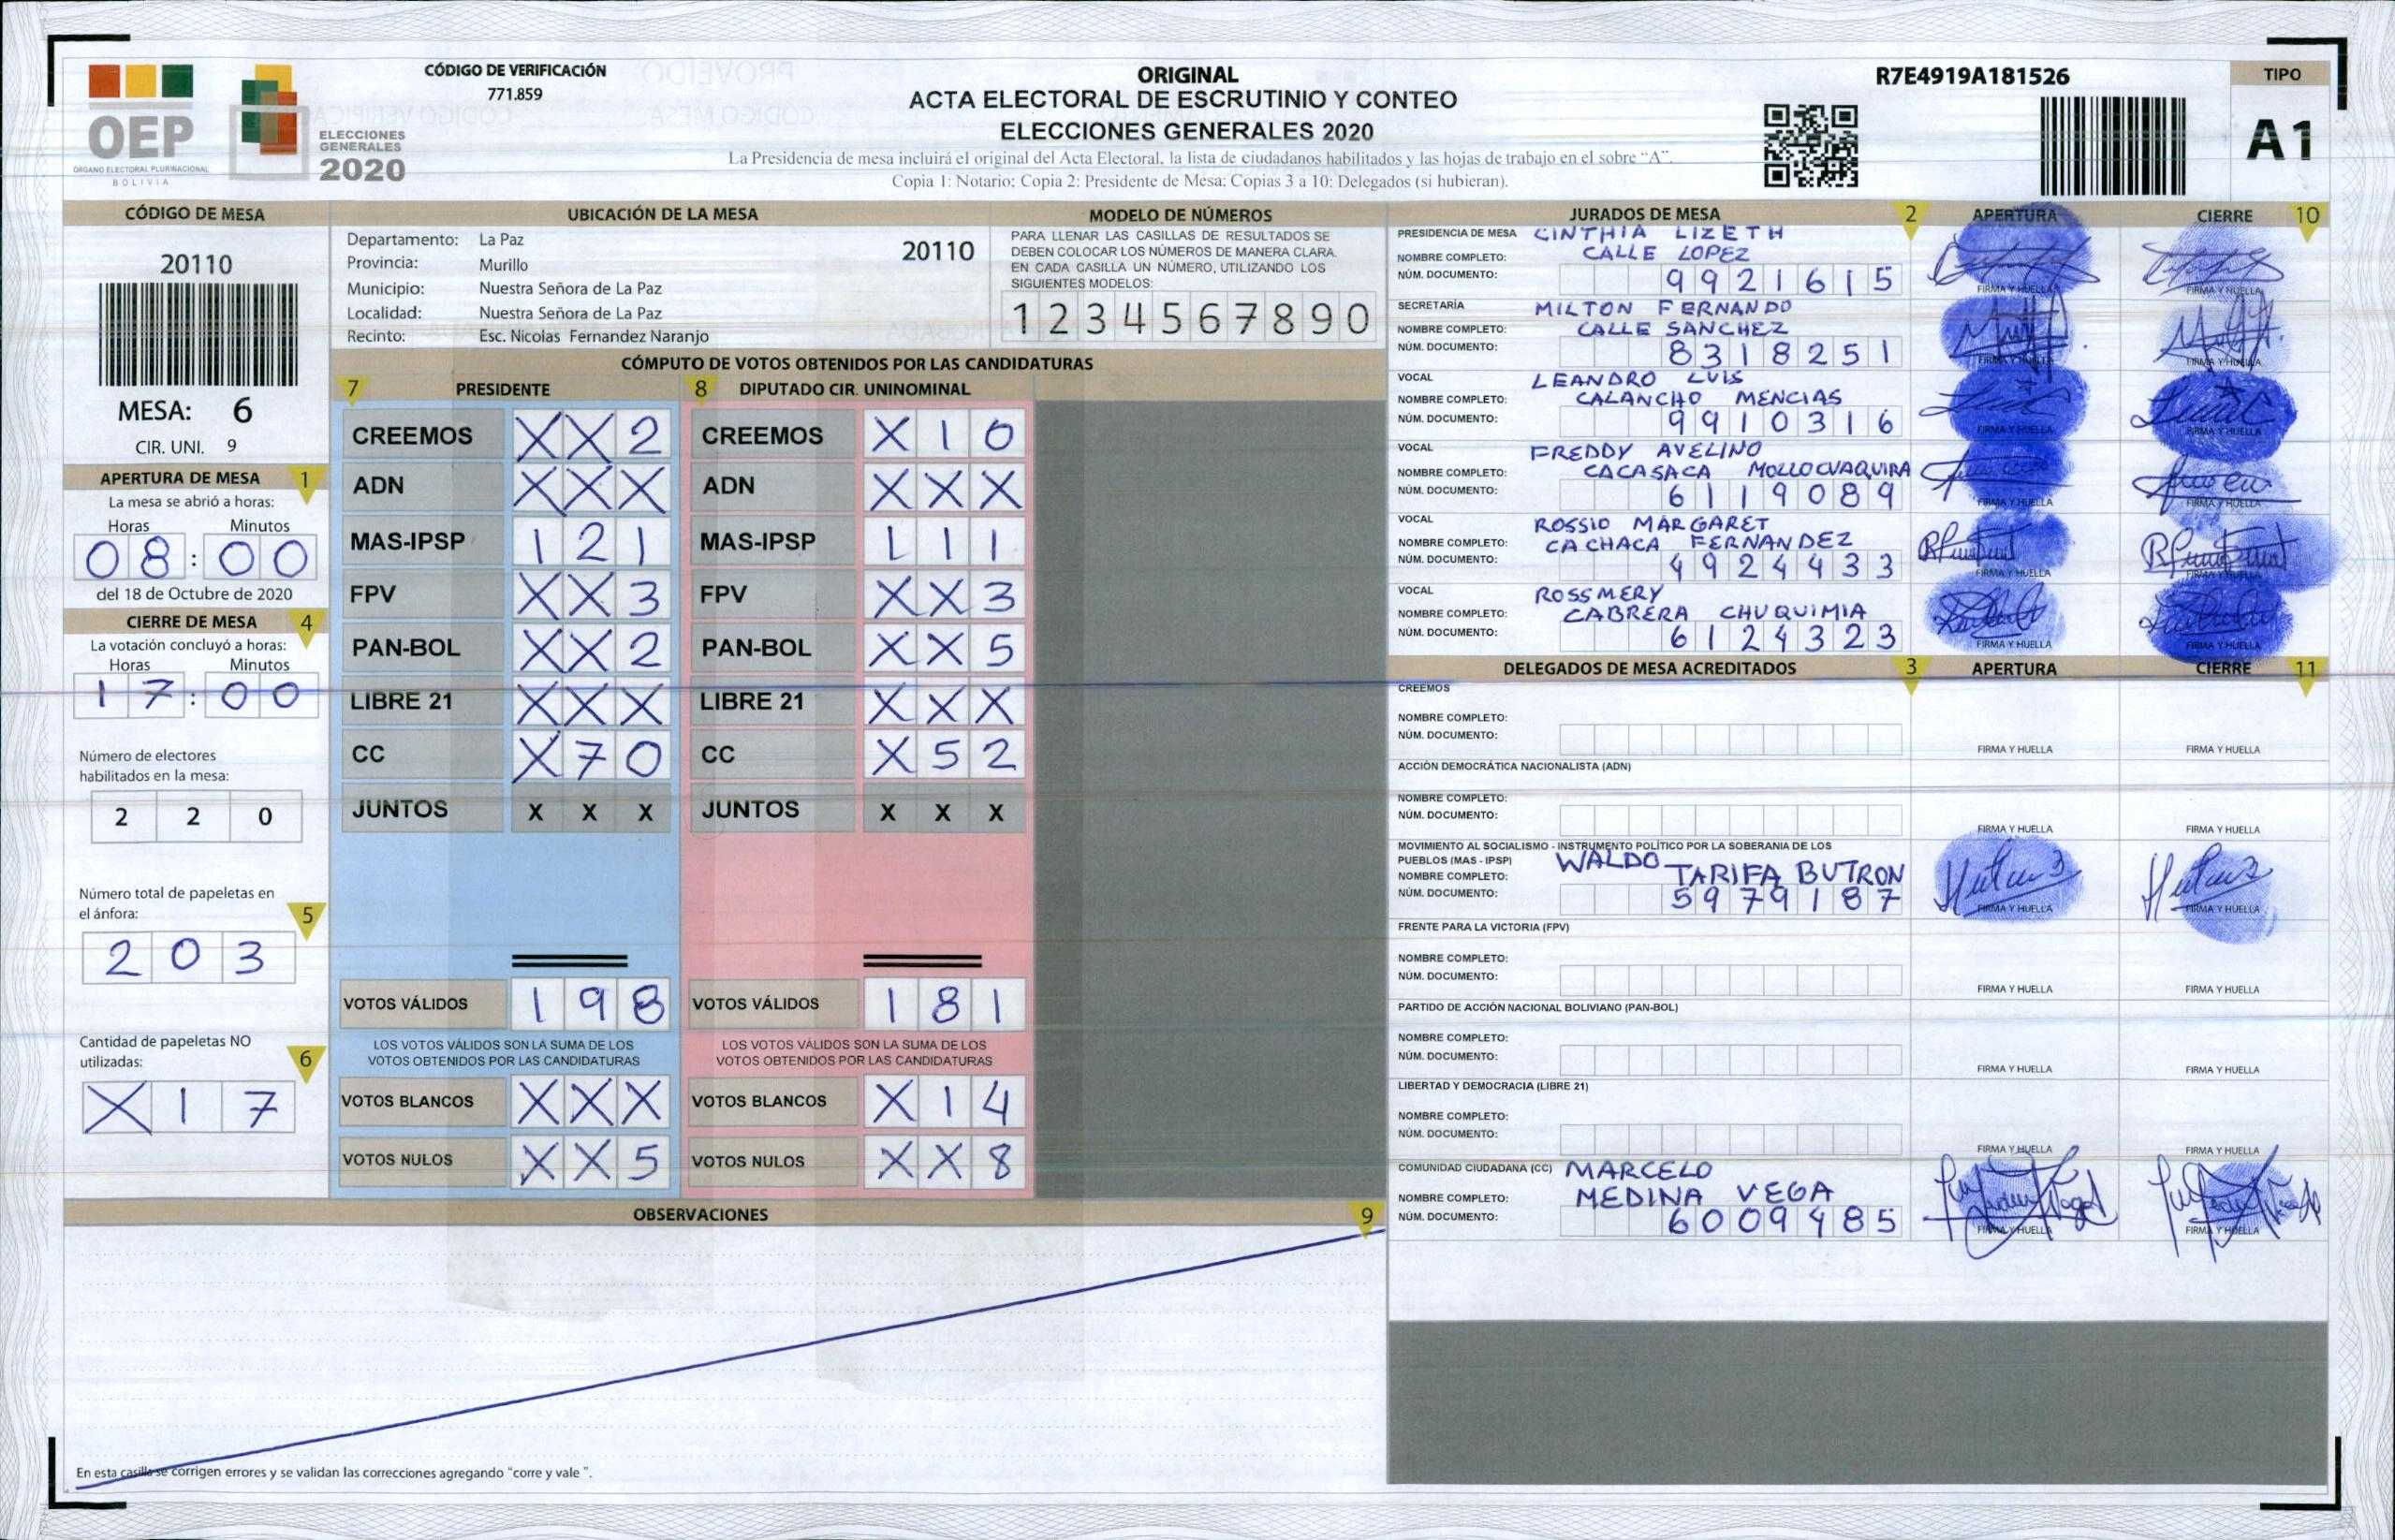 CÓDIGO DE VERIFICACIÓN
771.859
OEP
ORGANO ELECTORAL PLURINACIONAL
BOLIVIA
ELECCIONES
GENERALES
2020
ORIGINAL
ACTA ELECTORAL DE ESCRUTINIO Y CONTEO
ELECCIONES GENERALES 2020
La Presidencia de mesa incluirá el original del Acta Electoral, la lista de ciudadanos habilitados y las hojas de trabajo en el sobre "A".
Copia 1: Notario; Copia 2: Presidente de Mesa; Copias 3 a 10: Delegados (si hubieran).
R7E4919A181526
TIPO
A1
CÓDIGO DE MESA
20110
MESA: 6
CIR. UNI. 9
APERTURA DE MESA 1
La mesa se abrió a horas:
Horas Minutos
08:00
del 18 de Octubre de 2020
CIERRE DE MESA 4
La votación concluyó a horas:
Horas Minutos
17:00
Número de electores
habilitados en la mesa:
2 2 0
Número total de papeletas en
el ánfora: 5
2 0 3
Cantidad de papeletas NO
utilizadas: 6
X 1 7
UBICACIÓN DE LA MESA
Departamento: La Paz
20110
Provincia: Murillo
Municipio: Nuestra Señora de La Paz
Localidad: Nuestra Señora de La Paz
Recinto: Esc. Nicolas Fernandez Naranjo
MODELO DE NÚMEROS
PARA LLENAR LAS CASILLAS DE RESULTADOS SE
DEBEN COLOCAR LOS NÚMEROS DE MANERA CLARA.
EN CADA CASILLA UN NÚMERO, UTILIZANDO LOS
SIGUIENTES MODELOS:
1 2 3 4 5 6 7 8 9 0
CÓMPUTO DE VOTOS OBTENIDOS POR LAS CANDIDATURAS
7 PRESIDENTE 8 DIPUTADO CIR. UNINOMINAL
CREEMOS X X 2 CREEMOS X 1 0
ADN X X X ADN X X X
MAS-IPSP 1 2 1 MAS-IPSP 1 1 1
FPV X X 3 FPV X X 3
PAN-BOL X X 2 PAN-BOL X X 5
LIBRE 21 X X X LIBRE 21 X X X
CC X 7 0 CC X 5 2
JUNTOS X X X JUNTOS X X X
VOTOS VÁLIDOS 1 9 8 VOTOS VÁLIDOS 1 8 1
LOS VOTOS VÁLIDOS SON LA SUMA DE LOS LOS VOTOS VÁLIDOS SON LA SUMA DE LOS
VOTOS OBTENIDOS POR LAS CANDIDATURAS VOTOS OBTENIDOS POR LAS CANDIDATURAS
VOTOS BLANCOS X X X VOTOS BLANCOS X 1 4
VOTOS NULOS X X 5 VOTOS NULOS X X 8
OBSERVACIONES 9
En esta casilla se corrigen errores y se validan las correcciones agregando "corre y vale ".
JURADOS DE MESA 2 APERTURA CIERRE 10
PRESIDENCIA DE MESA CINTHIA LIZETH
NOMBRE COMPLETO: CALLE LOPEZ
NÚM. DOCUMENTO: 9921615
FIRMA Y HUELLA FIRMA Y HUELLA
SECRETARÍA MILTON FERNANDO
NOMBRE COMPLETO: CALLE SANCHEZ
NÚM. DOCUMENTO: 8318251
FIRMA Y HUELLA FIRMA Y HUELLA
VOCAL LEANDRO LUIS
NOMBRE COMPLETO: CALANCHO MENCIAS
NÚM. DOCUMENTO: 9910316
FIRMA Y HUELLA FIRMA Y HUELLA
VOCAL FREDDY AVELINO
NOMBRE COMPLETO: CACASACA MOLLOCUAQUIRA
NÚM. DOCUMENTO: 6119089
FIRMA Y HUELLA FIRMA Y HUELLA
VOCAL ROSSIO MARGARET
NOMBRE COMPLETO: CACHACA FERNANDEZ
NÚM. DOCUMENTO: 4924433
FIRMA Y HUELLA FIRMA Y HUELLA
VOCAL ROSSMERY
NOMBRE COMPLETO: CABRERA CHUQUIMIA
NÚM. DOCUMENTO: 6124323
FIRMA Y HUELLA FIRMA Y HUELLA
DELEGADOS DE MESA ACREDITADOS 3 APERTURA CIERRE 11
CREEMOS
NOMBRE COMPLETO:
NÚM. DOCUMENTO:
FIRMA Y HUELLA FIRMA Y HUELLA
ACCIÓN DEMOCRÁTICA NACIONALISTA (ADN)
NOMBRE COMPLETO:
NÚM. DOCUMENTO:
FIRMA Y HUELLA FIRMA Y HUELLA
MOVIMIENTO AL SOCIALISMO - INSTRUMENTO POLÍTICO POR LA SOBERANIA DE LOS
PUEBLOS (MAS - IPSP) WALDO
NOMBRE COMPLETO: TARIFA BUTRON
NÚM. DOCUMENTO: 5979187
FIRMA Y HUELLA FIRMA Y HUELLA
FRENTE PARA LA VICTORIA (FPV)
NOMBRE COMPLETO:
NÚM. DOCUMENTO:
FIRMA Y HUELLA FIRMA Y HUELLA
PARTIDO DE ACCIÓN NACIONAL BOLIVIANO (PAN-BOL)
NOMBRE COMPLETO:
NÚM. DOCUMENTO:
FIRMA Y HUELLA FIRMA Y HUELLA
LIBERTAD Y DEMOCRACIA (LIBRE 21)
NOMBRE COMPLETO:
NÚM. DOCUMENTO:
FIRMA Y HUELLA FIRMA Y HUELLA
COMUNIDAD CIUDADANA (CC) MARCELO
NOMBRE COMPLETO: MEDINA VEGA
NÚM. DOCUMENTO: 6009485
FIRMA Y HUELLA FIRMA Y HUELLA